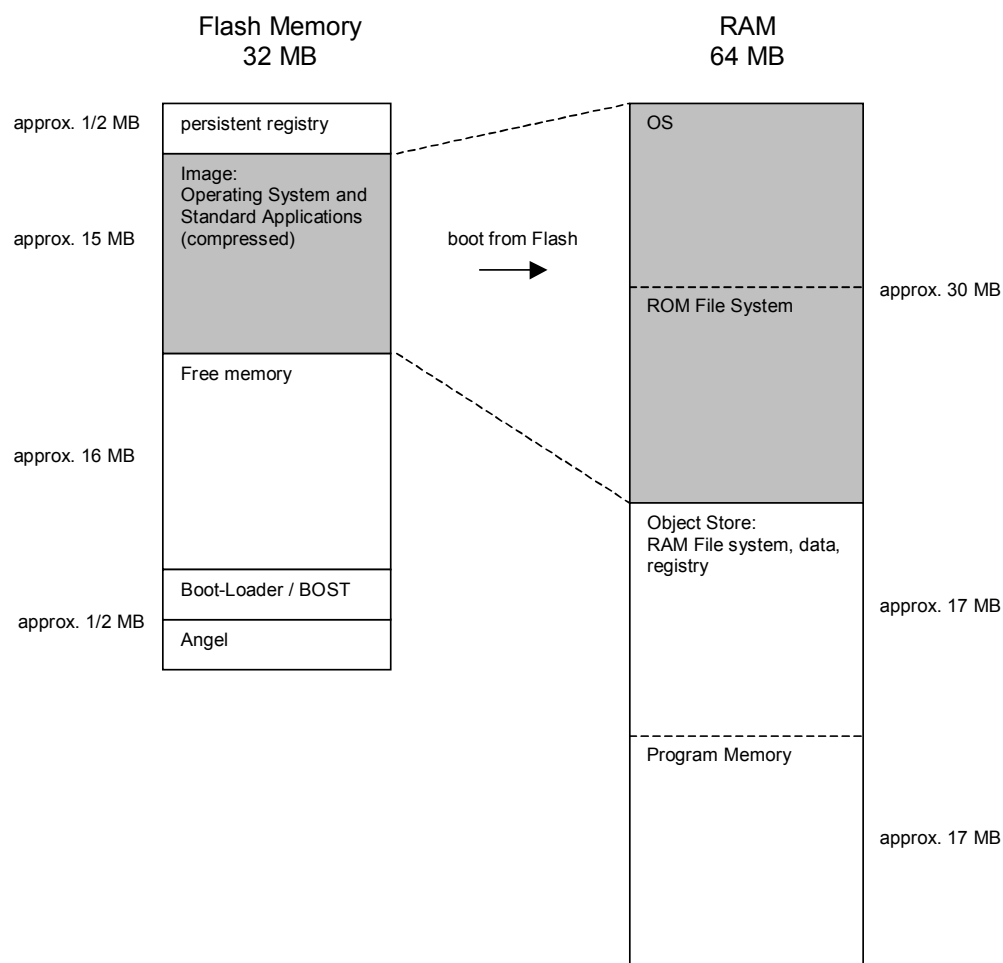 Flash Memory
32 MB
RAM
64 MB
approx. 1/2 MB
persistent registry
Image:
Operating System and
Standard Applications
(compressed)
approx. 15 MB
boot from Flash
OS
ROM File System
approx. 30 MB
Free memory
approx. 16 MB
Boot-Loader / BOST
approx. 1/2 MB
Angel
Object Store:
RAM File system, data,
registry
approx. 17 MB
Program Memory
approx. 17 MB